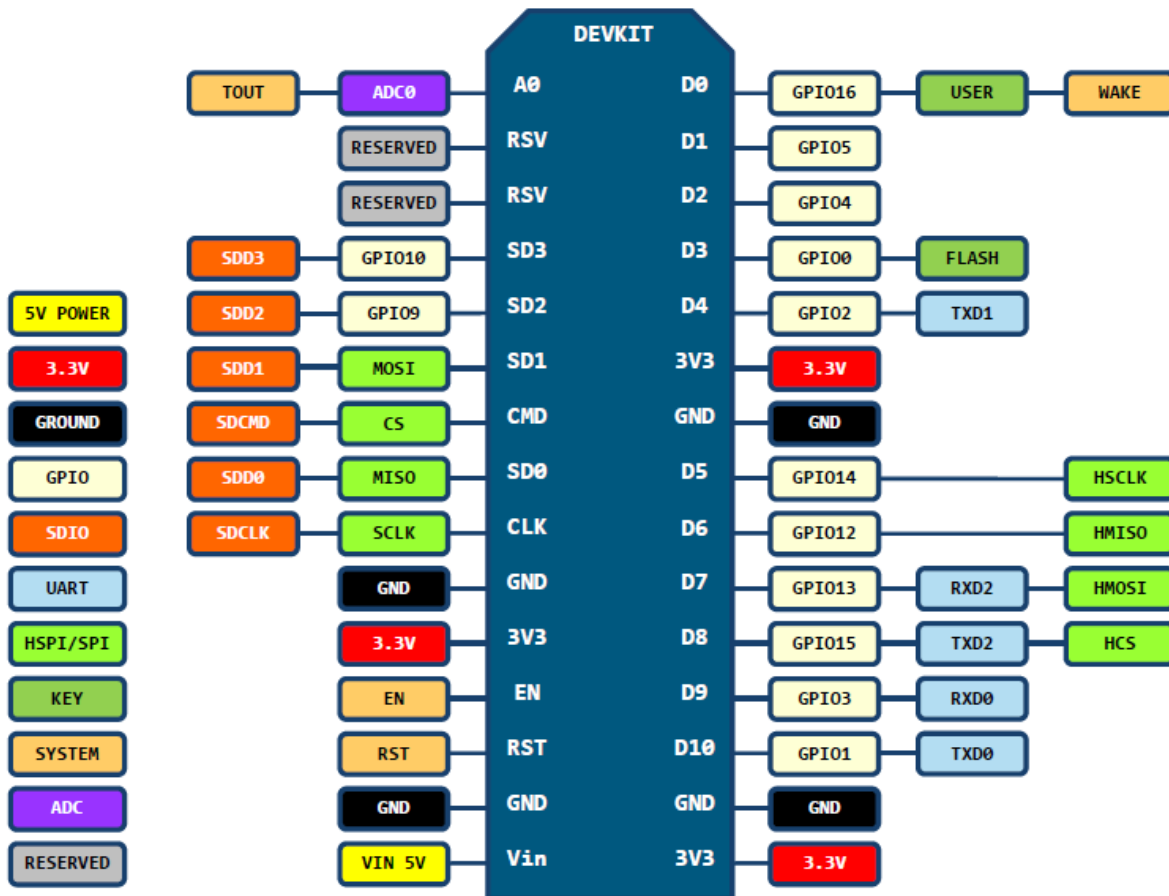 DEVKIT
TOUT ADC0 A0 D0 GPIO16 USER WAKE
RESERVED RSV D1 GPIO5
RESERVED RSV D2 GPIO4
SDD3 GPIO10 SD3 D3 GPIO0 FLASH
5V POWER SDD2 GPIO9 SD2 D4 GPIO2 TXD1
3.3V SDD1 MOSI SD1 3V3 3.3V
GROUND SDCMD CS CMD GND GND
GPIO SDD0 MISO SD0 D5 GPIO14 HSCLK
SDIO SDCLK SCLK CLK D6 GPIO12 HMISO
UART GND GND D7 GPIO13 RXD2 HMOSI
HSPI/SPI 3.3V 3V3 D8 GPIO15 TXD2 HCS
KEY EN EN D9 GPIO3 RXD0
SYSTEM RST RST D10 GPIO1 TXD0
ADC GND GND GND GND
RESERVED VIN 5V Vin 3V3 3.3V